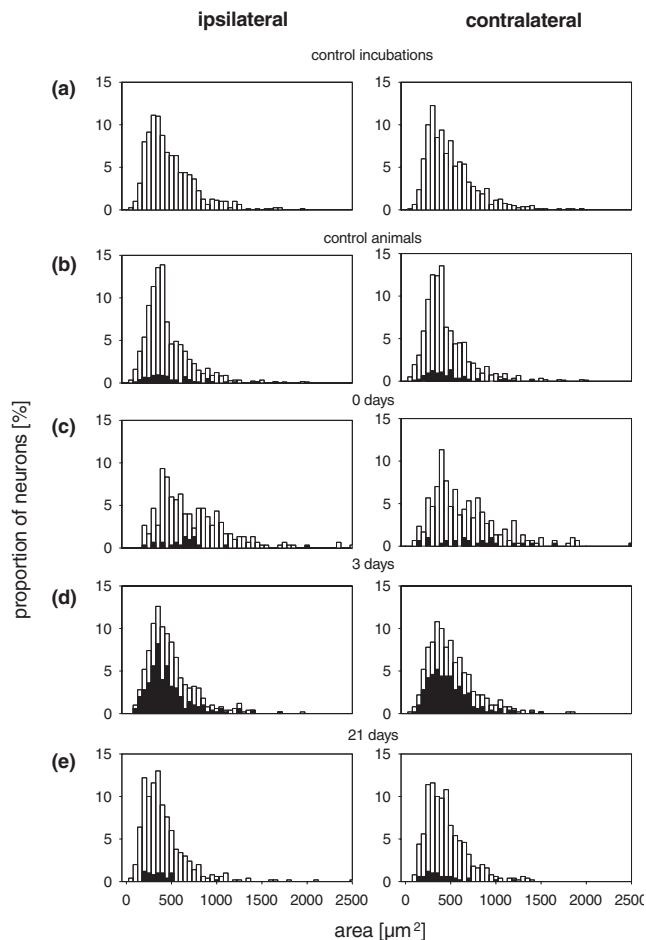 ipsilateral contralateral
control incubations
(a)
15 15
10 10
5 5
0 0
control animals
(b)
15 15
10 10
5 5
0 0
0 days
(c)
15 15
10 10
5 5
0 0
3 days
(d)
15 15
10 10
5 5
0 0
21 days
(e)
15 15
10 10
5 5
0 0
0 500 1000 1500 2000 2500 0 500 1000 1500 2000 2500
area [µm²]
proportion of neurons [%]